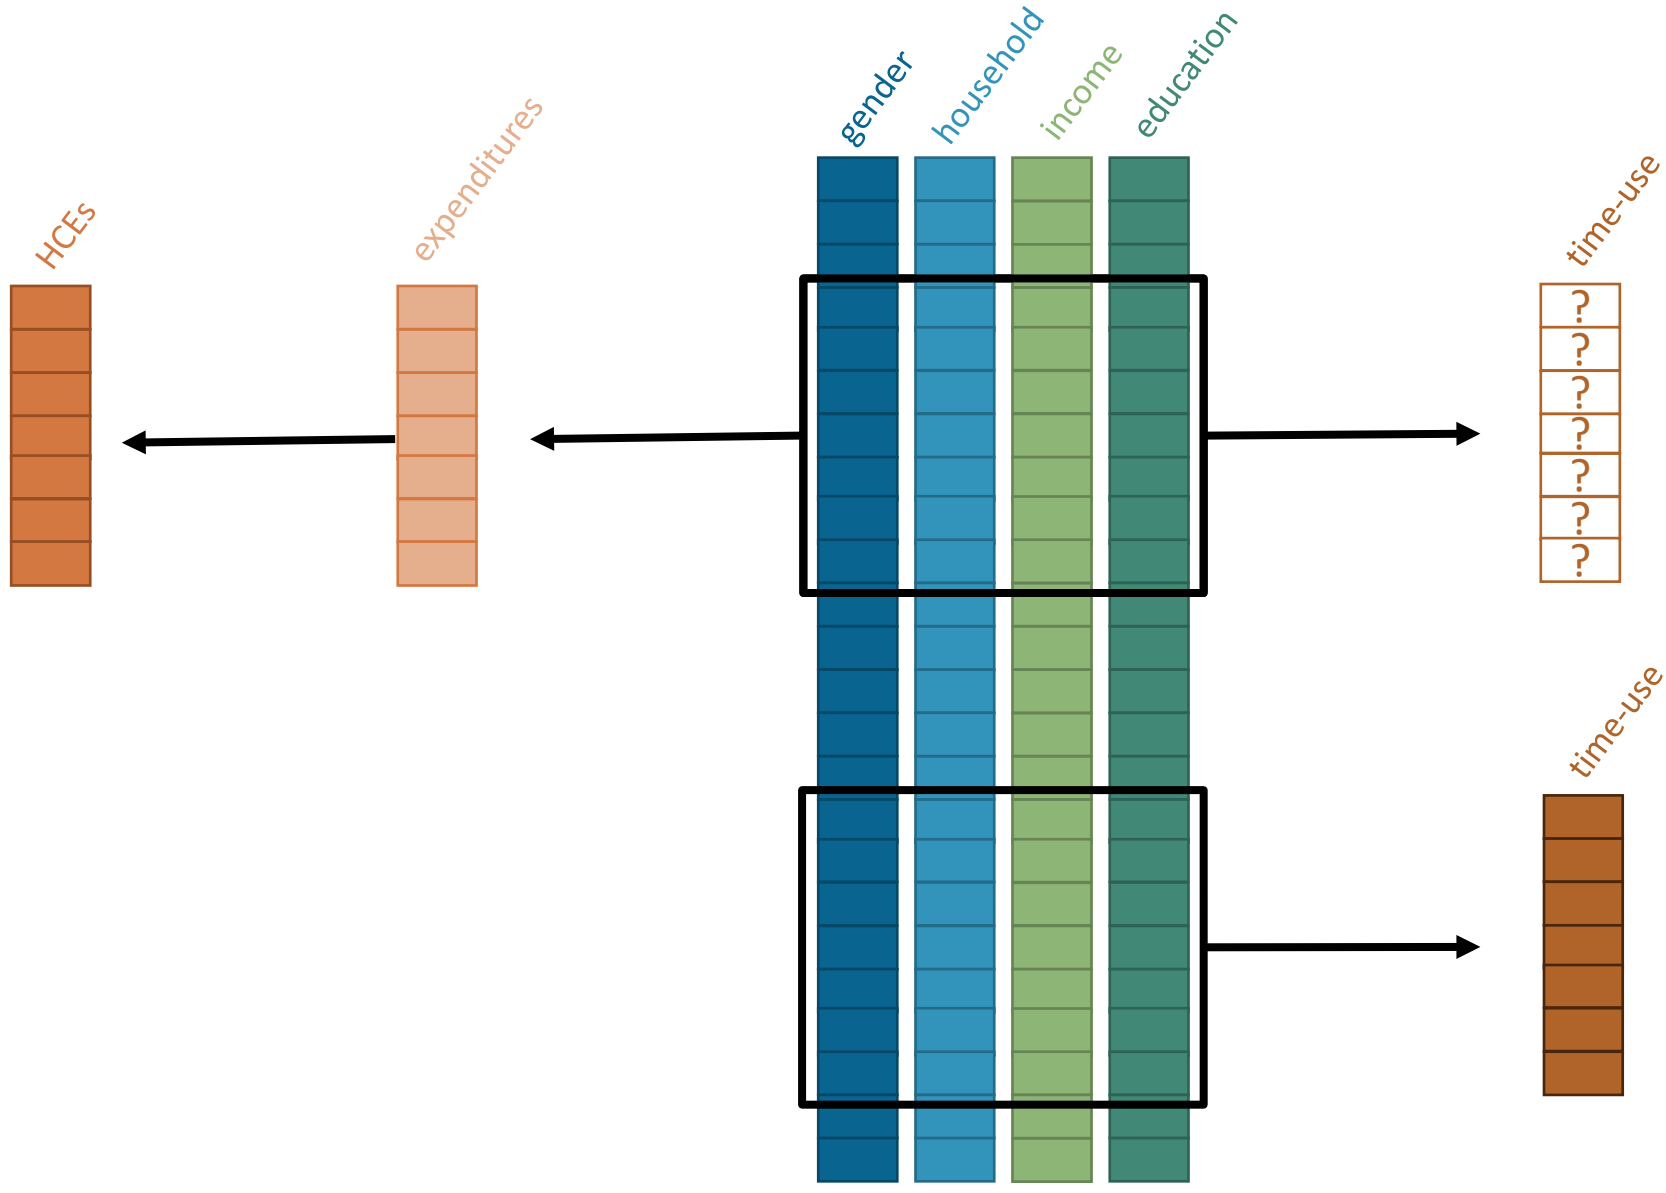 HCEs
expenditures
gender
household
income
education
time-use
?
?
?
?
?
?
?
time-use